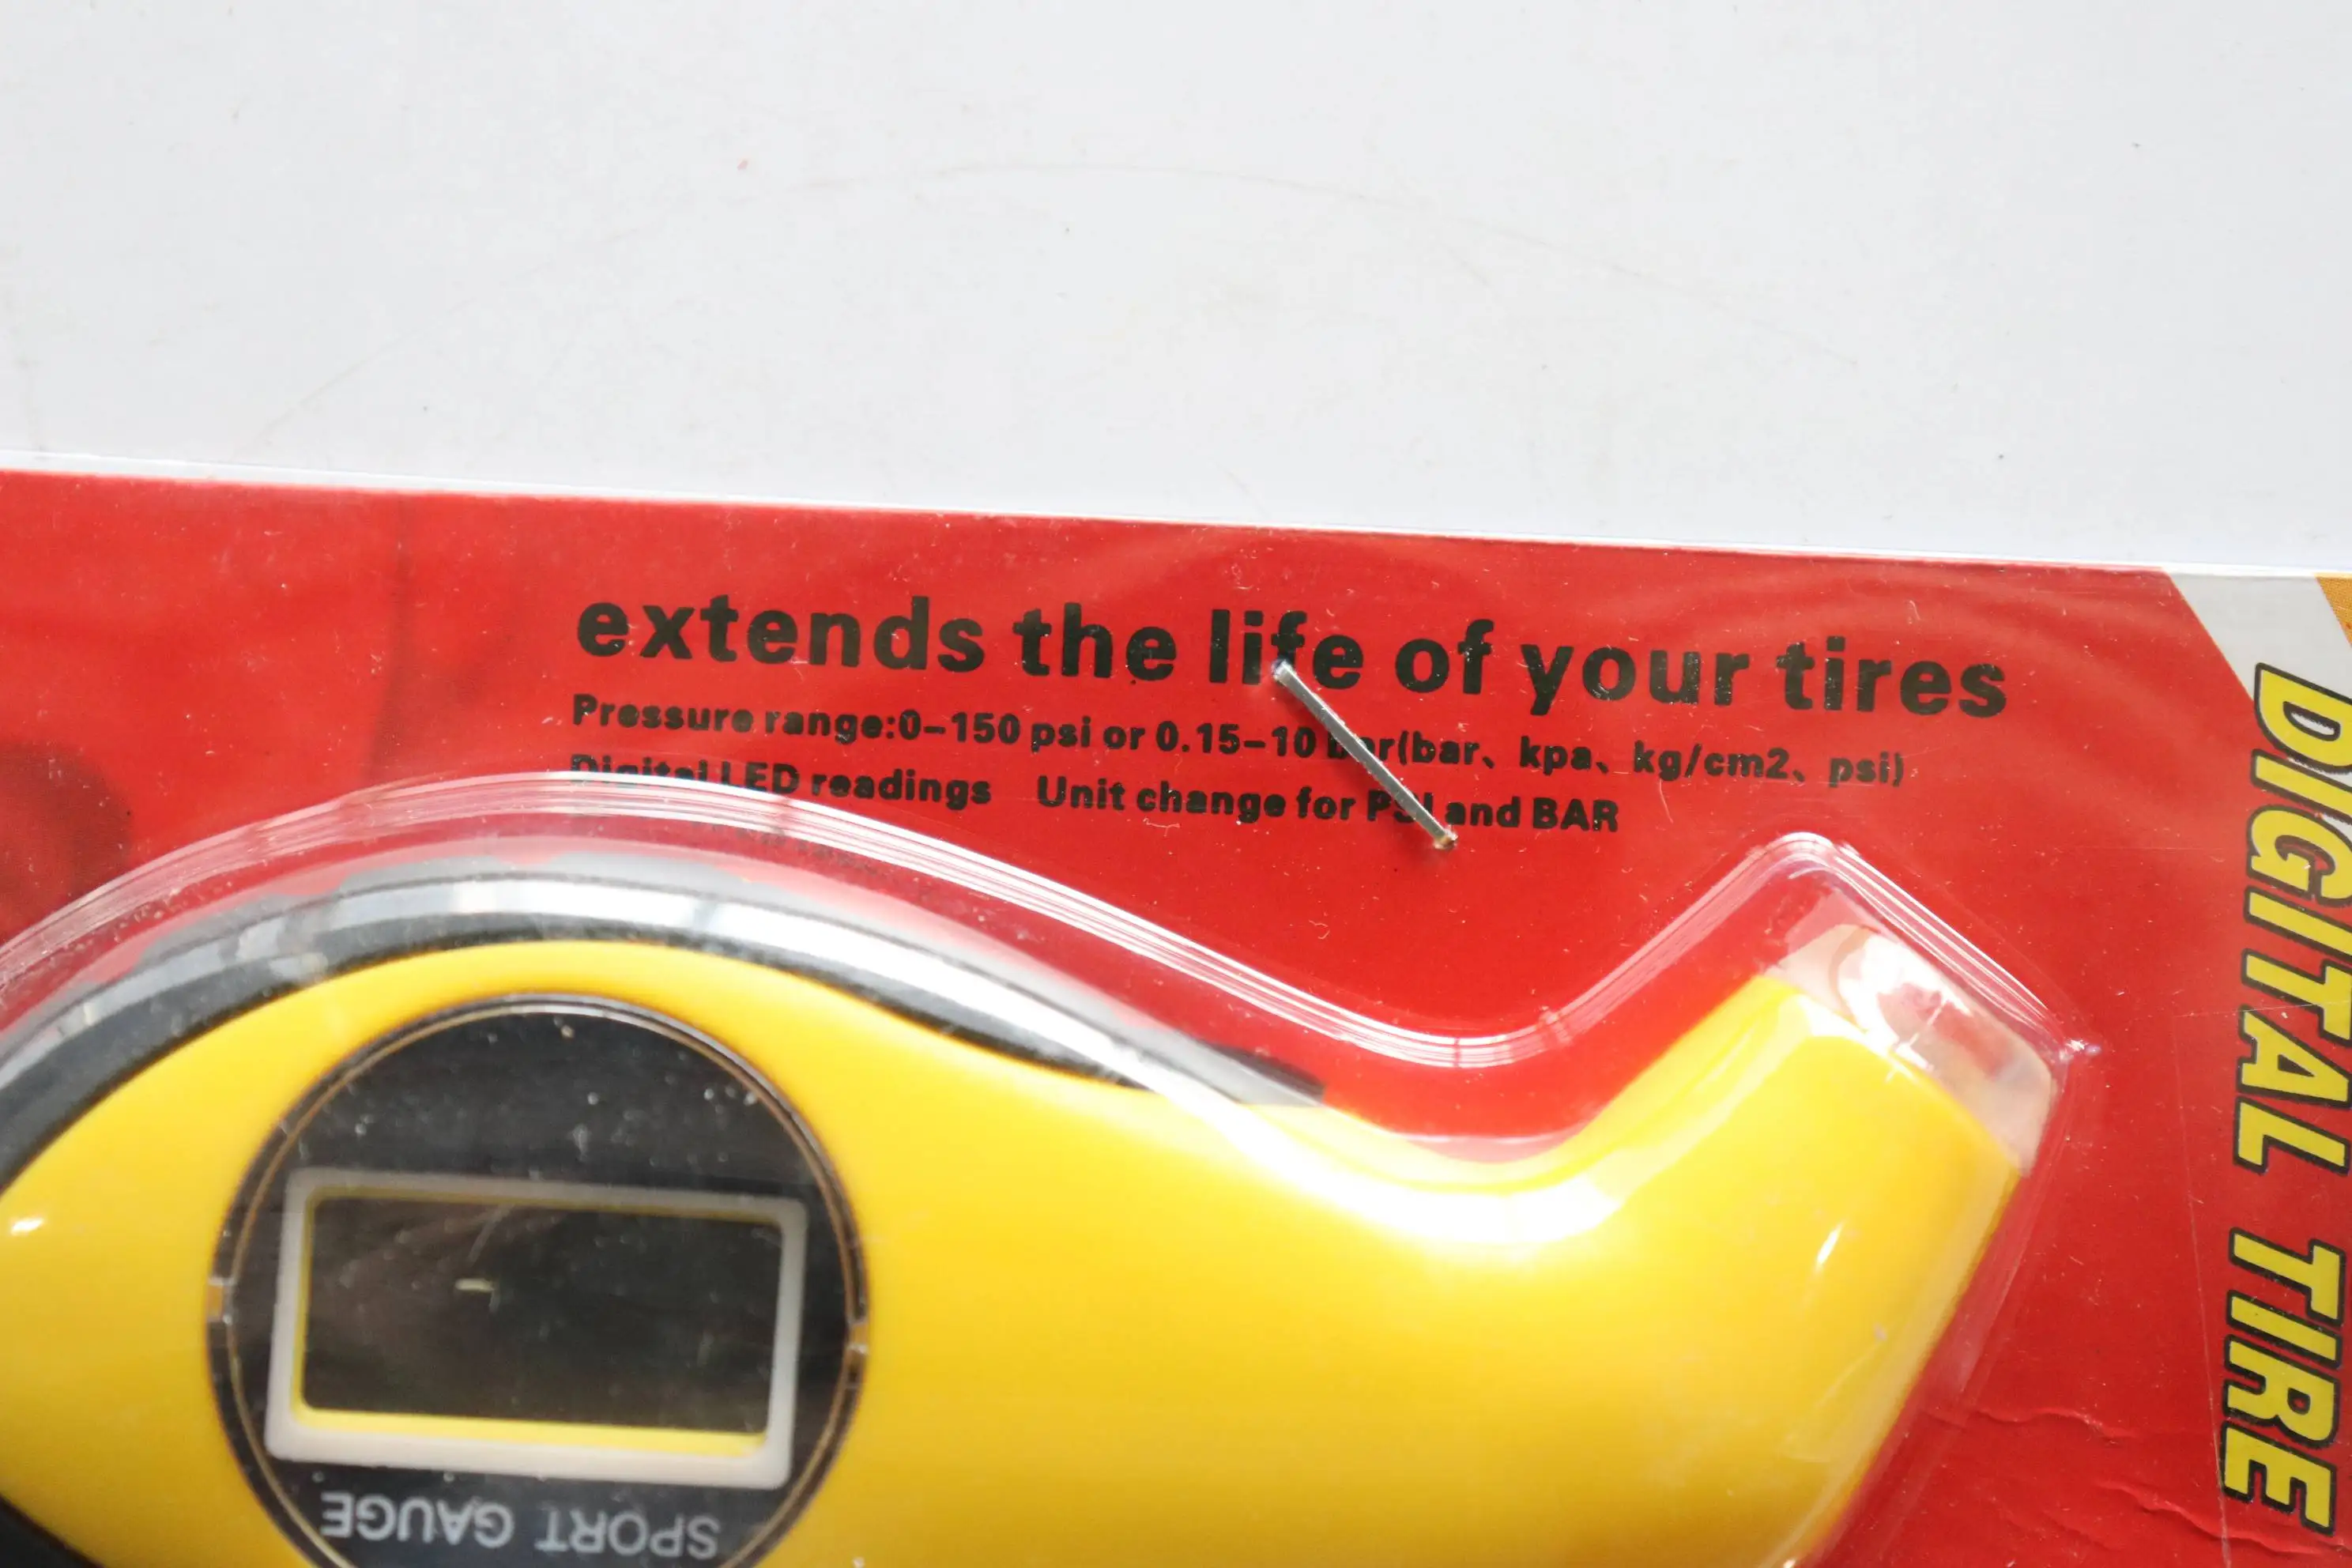 extends the life of your tires
Pressure range:0-150 psi or 0.15-10 bar(bar、kpa、kg/cm2、psi)
Digital LED readings Unit change for PSI and BAR
DIGITAL TIRE
SPORT GAUGE